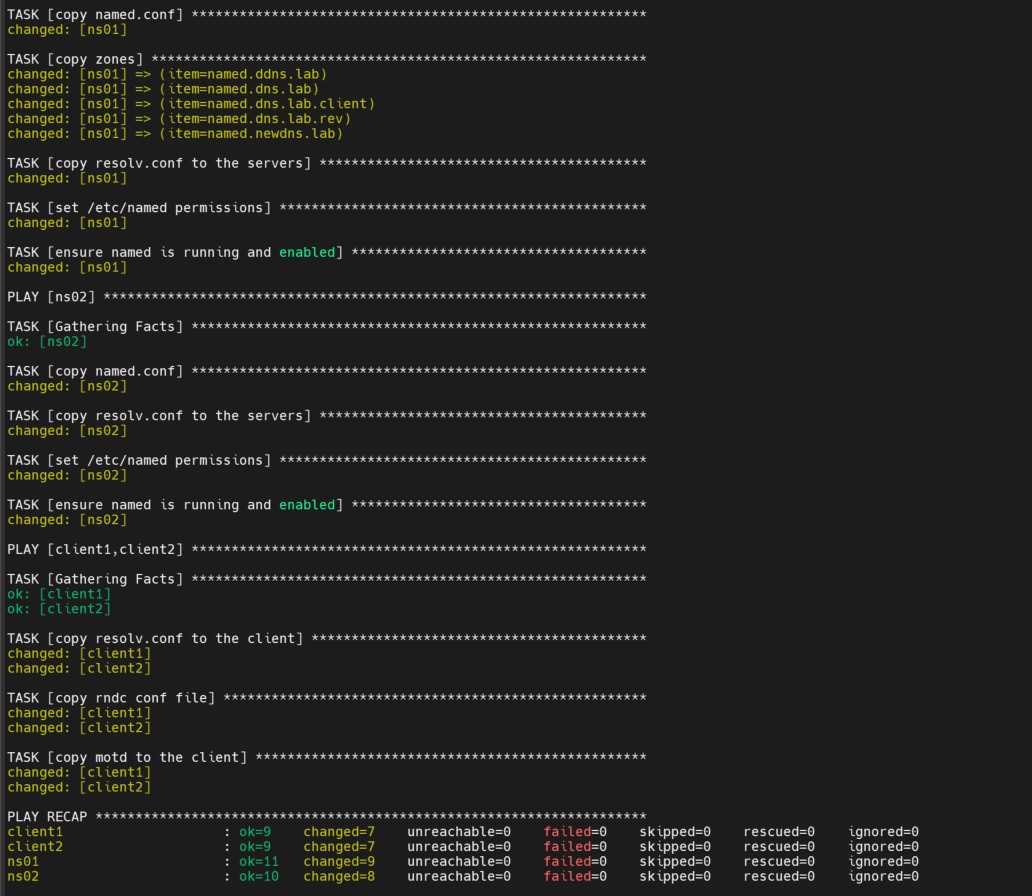 TASK [copy named.conf] *********************************************************
changed: [ns01]
TASK [copy zones] **************************************************************
changed: [ns01] => (item=named.ddns.lab)
changed: [ns01] => (item=named.dns.lab)
changed: [ns01] => (item=named.dns.lab.client)
changed: [ns01] => (item=named.dns.lab.rev)
changed: [ns01] => (item=named.newdns.lab)
TASK [copy resolv.conf to the servers] *****************************************
changed: [ns01]
TASK [set /etc/named permissions] **********************************************
changed: [ns01]
TASK [ensure named is running and enabled] *************************************
changed: [ns01]
PLAY [ns02] ********************************************************************
TASK [Gathering Facts] *********************************************************
ok: [ns02]
TASK [copy named.conf] *********************************************************
changed: [ns02]
TASK [copy resolv.conf to the servers] *****************************************
changed: [ns02]
TASK [set /etc/named permissions] **********************************************
changed: [ns02]
TASK [ensure named is running and enabled] *************************************
changed: [ns02]
PLAY [client1,client2] *********************************************************
TASK [Gathering Facts] *********************************************************
ok: [client1]
ok: [client2]
TASK [copy resolv.conf to the client] ******************************************
changed: [client1]
changed: [client2]
TASK [copy rndc conf file] *****************************************************
changed: [client1]
changed: [client2]
TASK [copy motd to the client] *************************************************
changed: [client1]
changed: [client2]
PLAY RECAP *********************************************************************
client1 : ok=9 changed=7 unreachable=0 failed=0 skipped=0 rescued=0 ignored=0
client2 : ok=9 changed=7 unreachable=0 failed=0 skipped=0 rescued=0 ignored=0
ns01 : ok=11 changed=9 unreachable=0 failed=0 skipped=0 rescued=0 ignored=0
ns02 : ok=10 changed=8 unreachable=0 failed=0 skipped=0 rescued=0 ignored=0